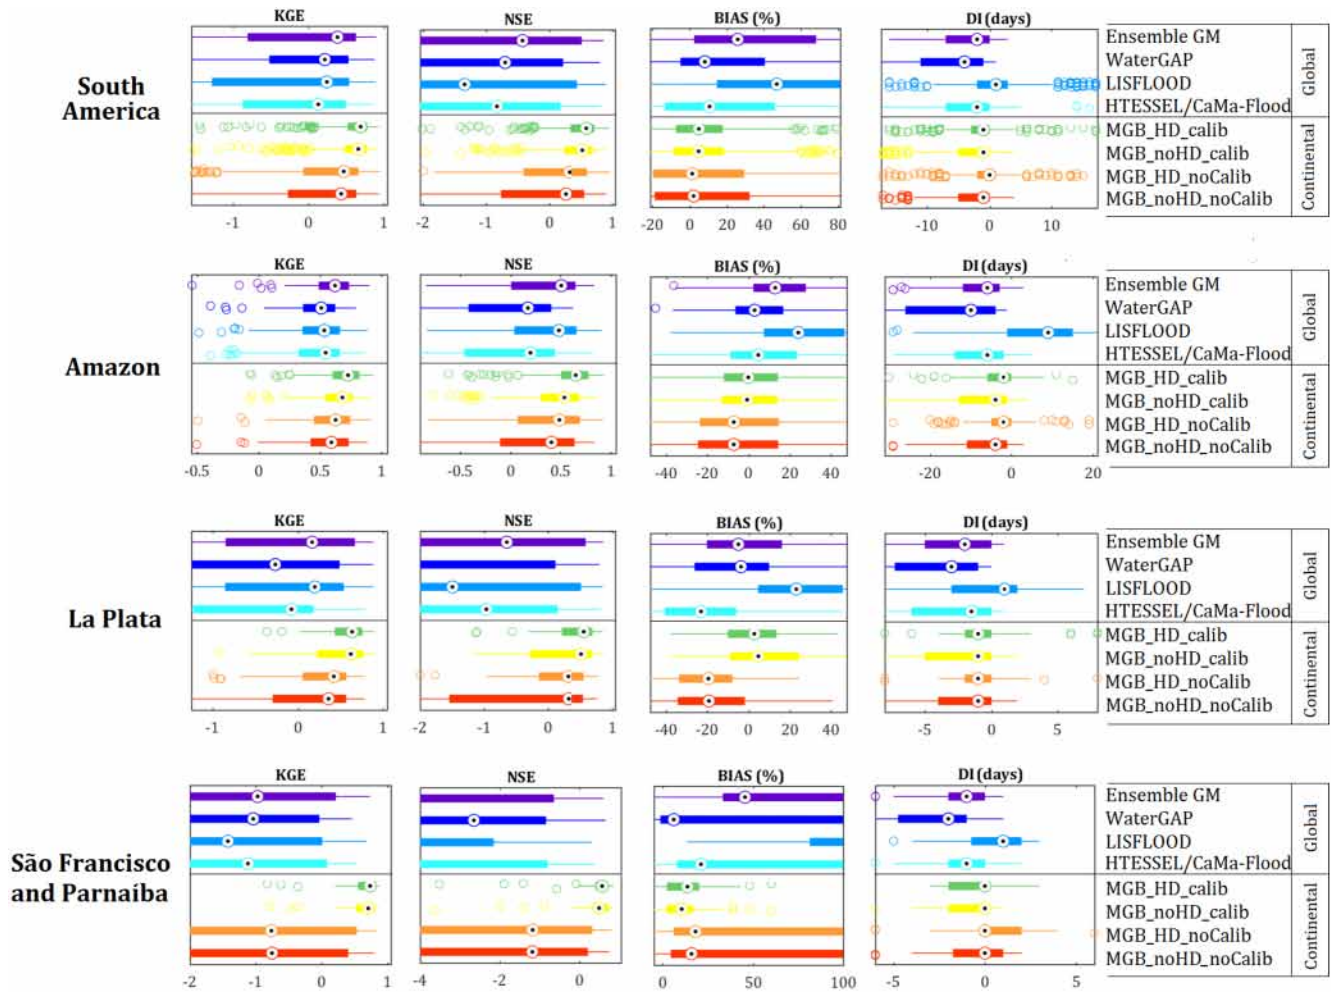 KGE NSE BIAS (%) DI (days)
South
America
Ensemble GM
WaterGAP
LISFLOOD
HTESSEL/CaMa-Flood
Global
MGB_HD_calib
MGB_noHD_calib
MGB_HD_noCalib
MGB_noHD_noCalib
Continental
-1 0 1 -2 -1 0 1 -20 0 20 40 60 80 -10 0 10
KGE NSE BIAS (%) DI (days)
Amazon
Ensemble GM
WaterGAP
LISFLOOD
HTESSEL/CaMa-Flood
Global
MGB_HD_calib
MGB_noHD_calib
MGB_HD_noCalib
MGB_noHD_noCalib
Continental
-0.5 0 0.5 1 -0.5 0 0.5 1 -40 -20 0 20 40 -20 0 20
KGE NSE BIAS (%) DI (days)
La Plata
Ensemble GM
WaterGAP
LISFLOOD
HTESSEL/CaMa-Flood
Global
MGB_HD_calib
MGB_noHD_calib
MGB_HD_noCalib
MGB_noHD_noCalib
Continental
-1 0 1 -2 -1 0 1 -40 -20 0 20 40 -5 0 5
KGE NSE BIAS (%) DI (days)
São Francisco
and Parnaíba
Ensemble GM
WaterGAP
LISFLOOD
HTESSEL/CaMa-Flood
Global
MGB_HD_calib
MGB_noHD_calib
MGB_HD_noCalib
MGB_noHD_noCalib
Continental
-2 -1 0 1 -4 -2 0 0 50 100 -5 0 5